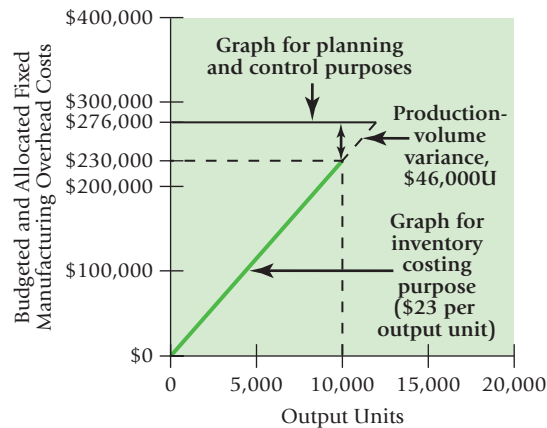 Budgeted and Allocated Fixed
Manufacturing Overhead Costs
$400,000
$300,000
$276,000
$230,000
$200,000
$100,000
$0
Graph for planning
and control purposes
Production-
volume
variance,
$46,000U
Graph for
inventory
costing
purpose
($23 per
output unit)
0 5,000 10,000 15,000 20,000
Output Units